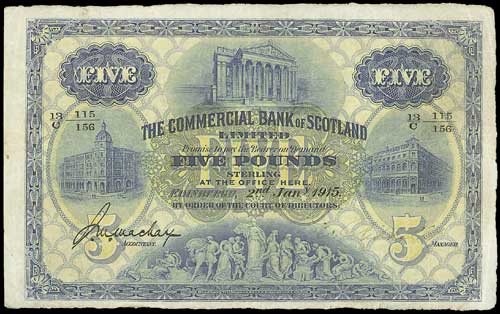 FIVE
FIVE
13/C 115/156
13/C 115/156
THE COMMERCIAL BANK OF SCOTLAND
LIMITED
Promise to pay the Bearer on Demand
FIVE POUNDS
STERLING
AT THE OFFICE HERE
EDINBURGH, 2nd Jany 1915.
BY ORDER OF THE COURT OF DIRECTORS
5
5
ACCOUNTANT.
MANAGER.